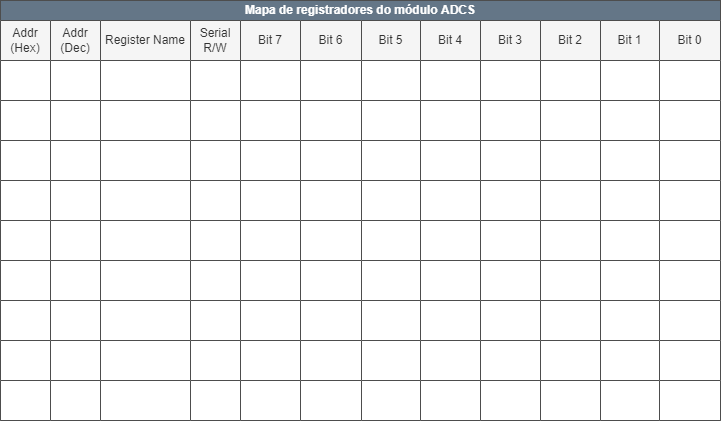 Mapa de registradores do módulo ADCS
Addr (Hex) Addr (Dec) Register Name Serial R/W Bit 7 Bit 6 Bit 5 Bit 4 Bit 3 Bit 2 Bit 1 Bit 0